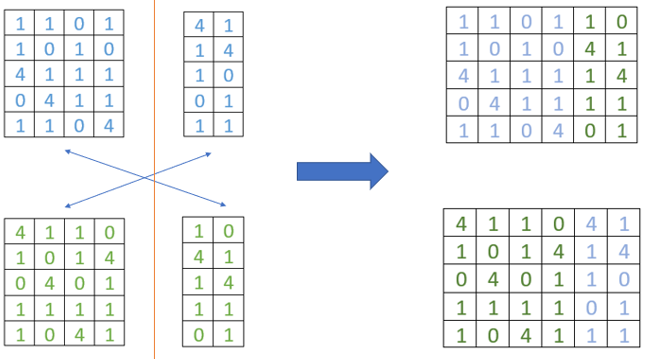 1 1 0 1 4 1 1 1 0 1 1 0
1 0 1 0 1 4 1 0 1 0 4 1
4 1 1 1 1 0 4 1 1 1 1 4
0 4 1 1 0 1 0 4 1 1 1 1
1 1 0 4 1 1 1 1 0 4 0 1
4 1 1 0 1 0 4 1 1 0 4 1
1 0 1 4 4 1 1 0 1 4 1 4
0 4 0 1 1 4 0 4 0 1 1 0
1 1 1 1 1 1 1 1 1 1 0 1
1 0 4 1 0 1 1 0 4 1 1 1